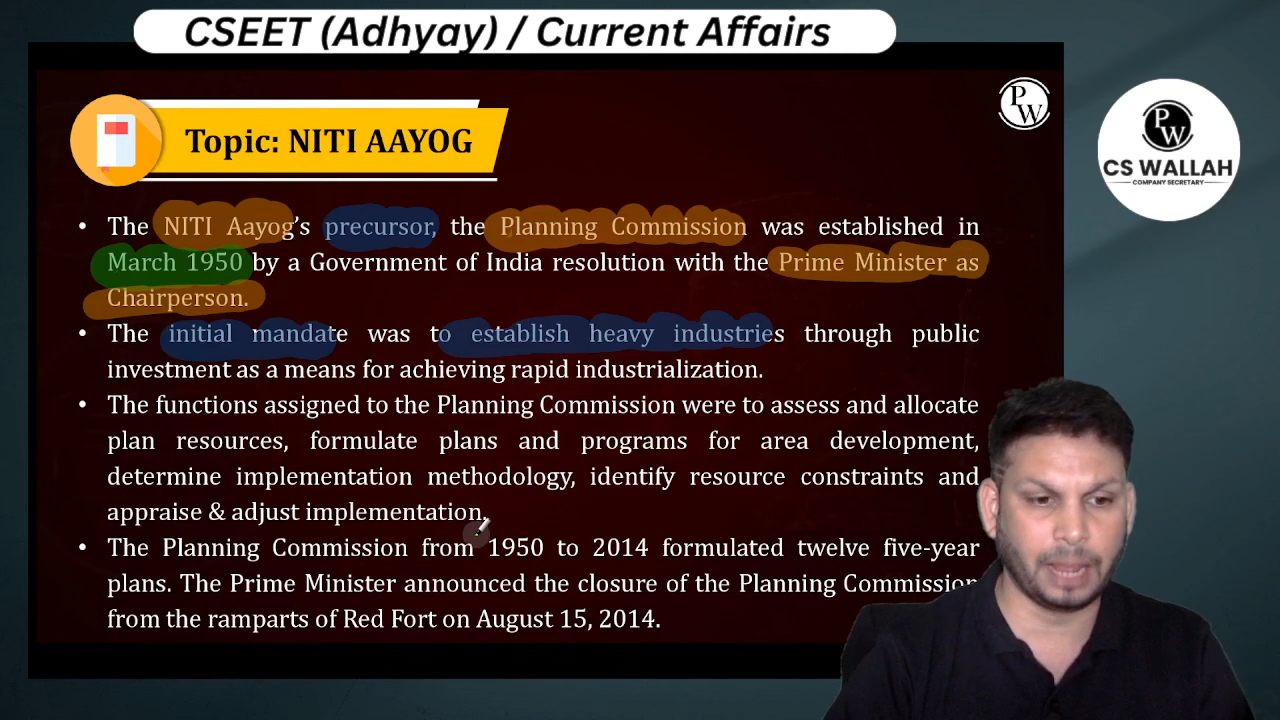 CSEET (Adhyay) / Current Affairs
PW
PW
CS WALLAH
COMPANY SECRETARY
Topic: NITI AAYOG
• The NITI Aayog's precursor, the Planning Commission was established in
March 1950 by a Government of India resolution with the Prime Minister as
Chairperson.
• The initial mandate was to establish heavy industries through public
investment as a means for achieving rapid industrialization.
• The functions assigned to the Planning Commission were to assess and allocate
plan resources, formulate plans and programs for area development,
determine implementation methodology, identify resource constraints and
appraise & adjust implementation.
• The Planning Commission from 1950 to 2014 formulated twelve five-year
plans. The Prime Minister announced the closure of the Planning Commission
from the ramparts of Red Fort on August 15, 2014.